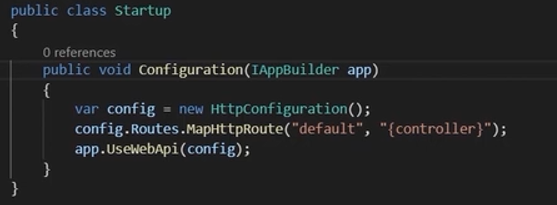 public class Startup
{
0 references
public void Configuration(IAppBuilder app)
{
var config = new HttpConfiguration();
config.Routes.MapHttpRoute("default", "{controller}");
app.UseWebApi(config);
}
}